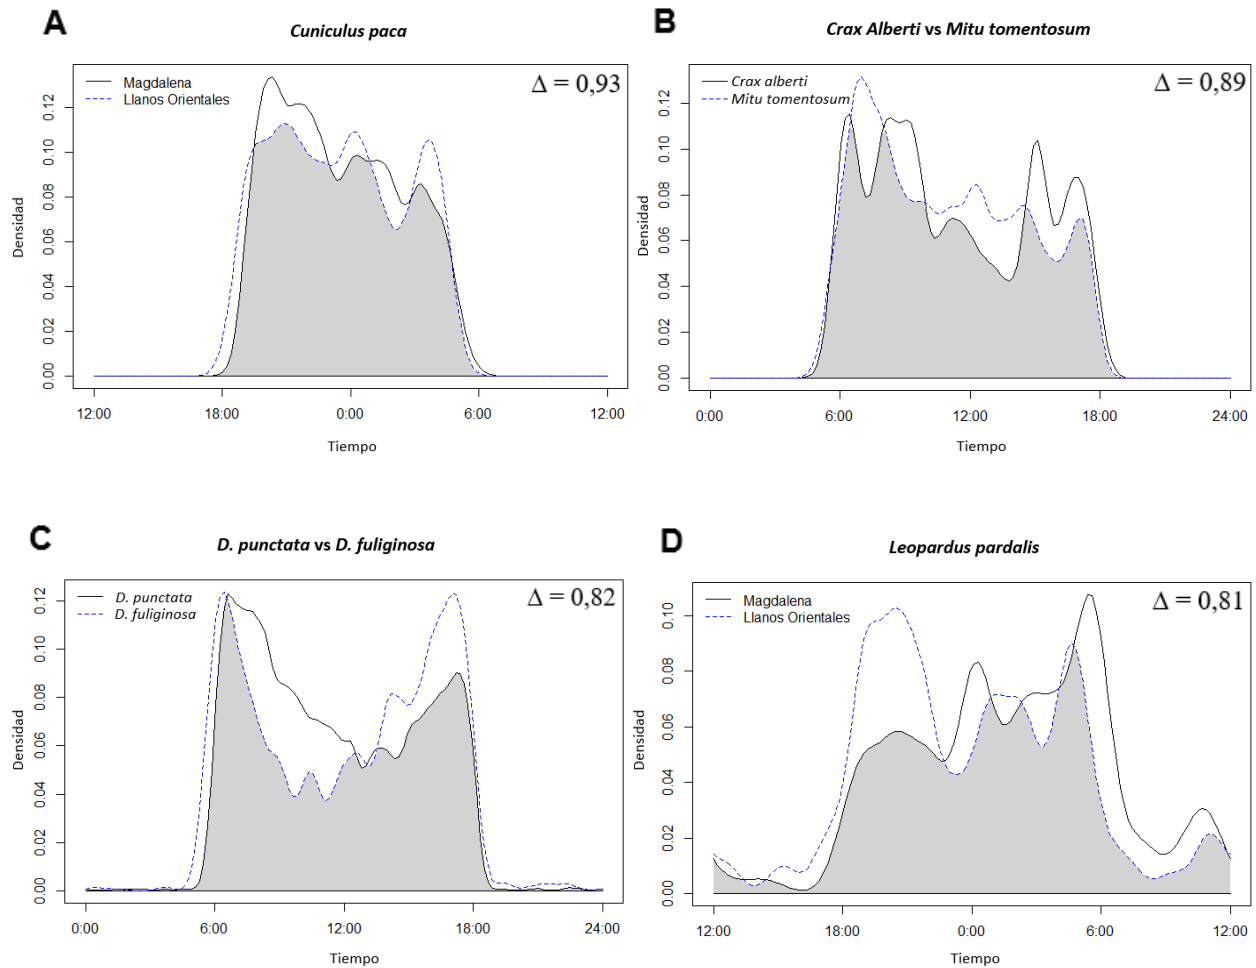 A
Cuniculus paca
Magdalena
Llanos Orientales
Δ = 0,93
Densidad
0.00
0.02
0.04
0.06
0.08
0.10
0.12
12:00
18:00
0:00
6:00
12:00
Tiempo
B
Crax Alberti vs Mitu tomentosum
Crax alberti
Mitu tomentosum
Δ = 0,89
Densidad
0.00
0.02
0.04
0.06
0.08
0.10
0.12
0:00
6:00
12:00
18:00
24:00
Tiempo
C
D. punctata vs D. fuliginosa
D. punctata
D. fuliginosa
Δ = 0,82
Densidad
0.00
0.02
0.04
0.06
0.08
0.10
0.12
0:00
6:00
12:00
18:00
24:00
Tiempo
D
Leopardus pardalis
Magdalena
Llanos Orientales
Δ = 0,81
Densidad
0.00
0.02
0.04
0.06
0.08
0.10
12:00
18:00
0:00
6:00
12:00
Tiempo